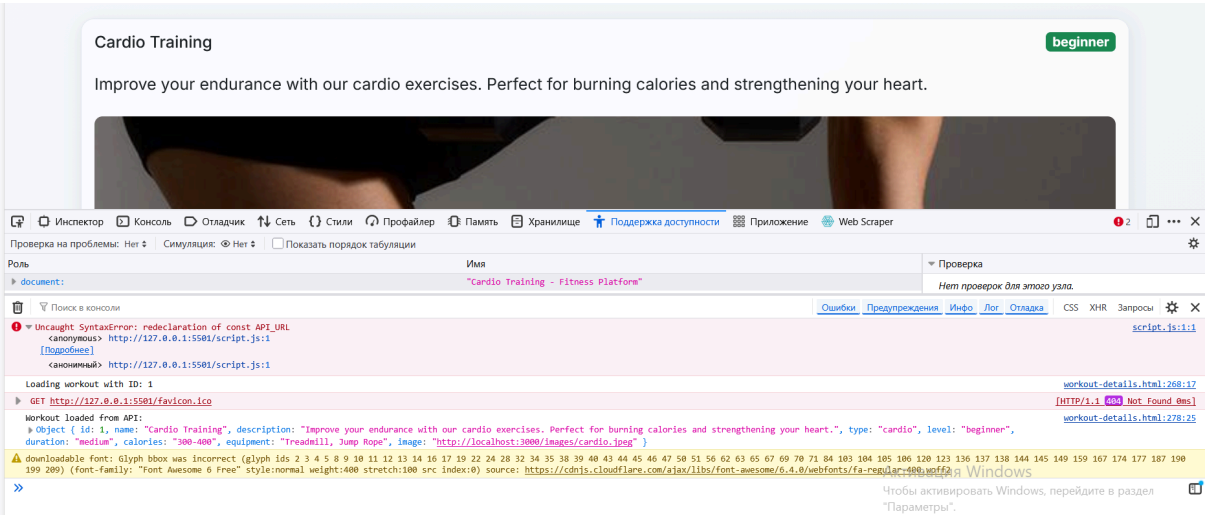 Cardio Training
beginner
Improve your endurance with our cardio exercises. Perfect for burning calories and strengthening your heart.
Инспектор Консоль Отладчик Сеть Стили Профайлер Память Хранилище Поддержка доступности Приложение Web Scraper 2
Проверка на проблемы: Нет Симуляция: Нет Показать порядок табуляции
Роль Имя Проверка
document: "Cardio Training - Fitness Platform" Нет проверок для этого узла.
Поиск в консоли Ошибки Предупреждения Инфо Лог Отладка CSS XHR Запросы
Uncaught SyntaxError: redeclaration of const API_URL script.js:1:1
<anonymous> http://127.0.0.1:5501/script.js:1
[Подробнее]
<анонимный> http://127.0.0.1:5501/script.js:1
Loading workout with ID: 1 workout-details.html:268:17
GET http://127.0.0.1:5501/favicon.ico [HTTP/1.1 404 Not Found 0ms]
Workout loaded from API: workout-details.html:278:25
Object { id: 1, name: "Cardio Training", description: "Improve your endurance with our cardio exercises. Perfect for burning calories and strengthening your heart.", type: "cardio", level: "beginner",
duration: "medium", calories: "300-400", equipment: "Treadmill, Jump Rope", image: "http://localhost:3000/images/cardio.jpeg" }
downloadable font: Glyph bbox was incorrect (glyph ids 2 3 4 5 8 9 10 11 12 13 14 16 17 19 22 24 28 32 34 35 38 39 40 43 44 45 46 47 50 51 56 62 63 65 67 69 70 71 84 103 104 105 106 120 123 136 137 138 144 145 149 159 167 174 177 187 190
199 209) (font-family: "Font Awesome 6 Free" style:normal weight:400 stretch:100 src index:0) source: https://cdnjs.cloudflare.com/ajax/libs/font-awesome/6.4.0/webfonts/fa-regular-400.woff2
Активация Windows
Чтобы активировать Windows, перейдите в раздел
"Параметры".